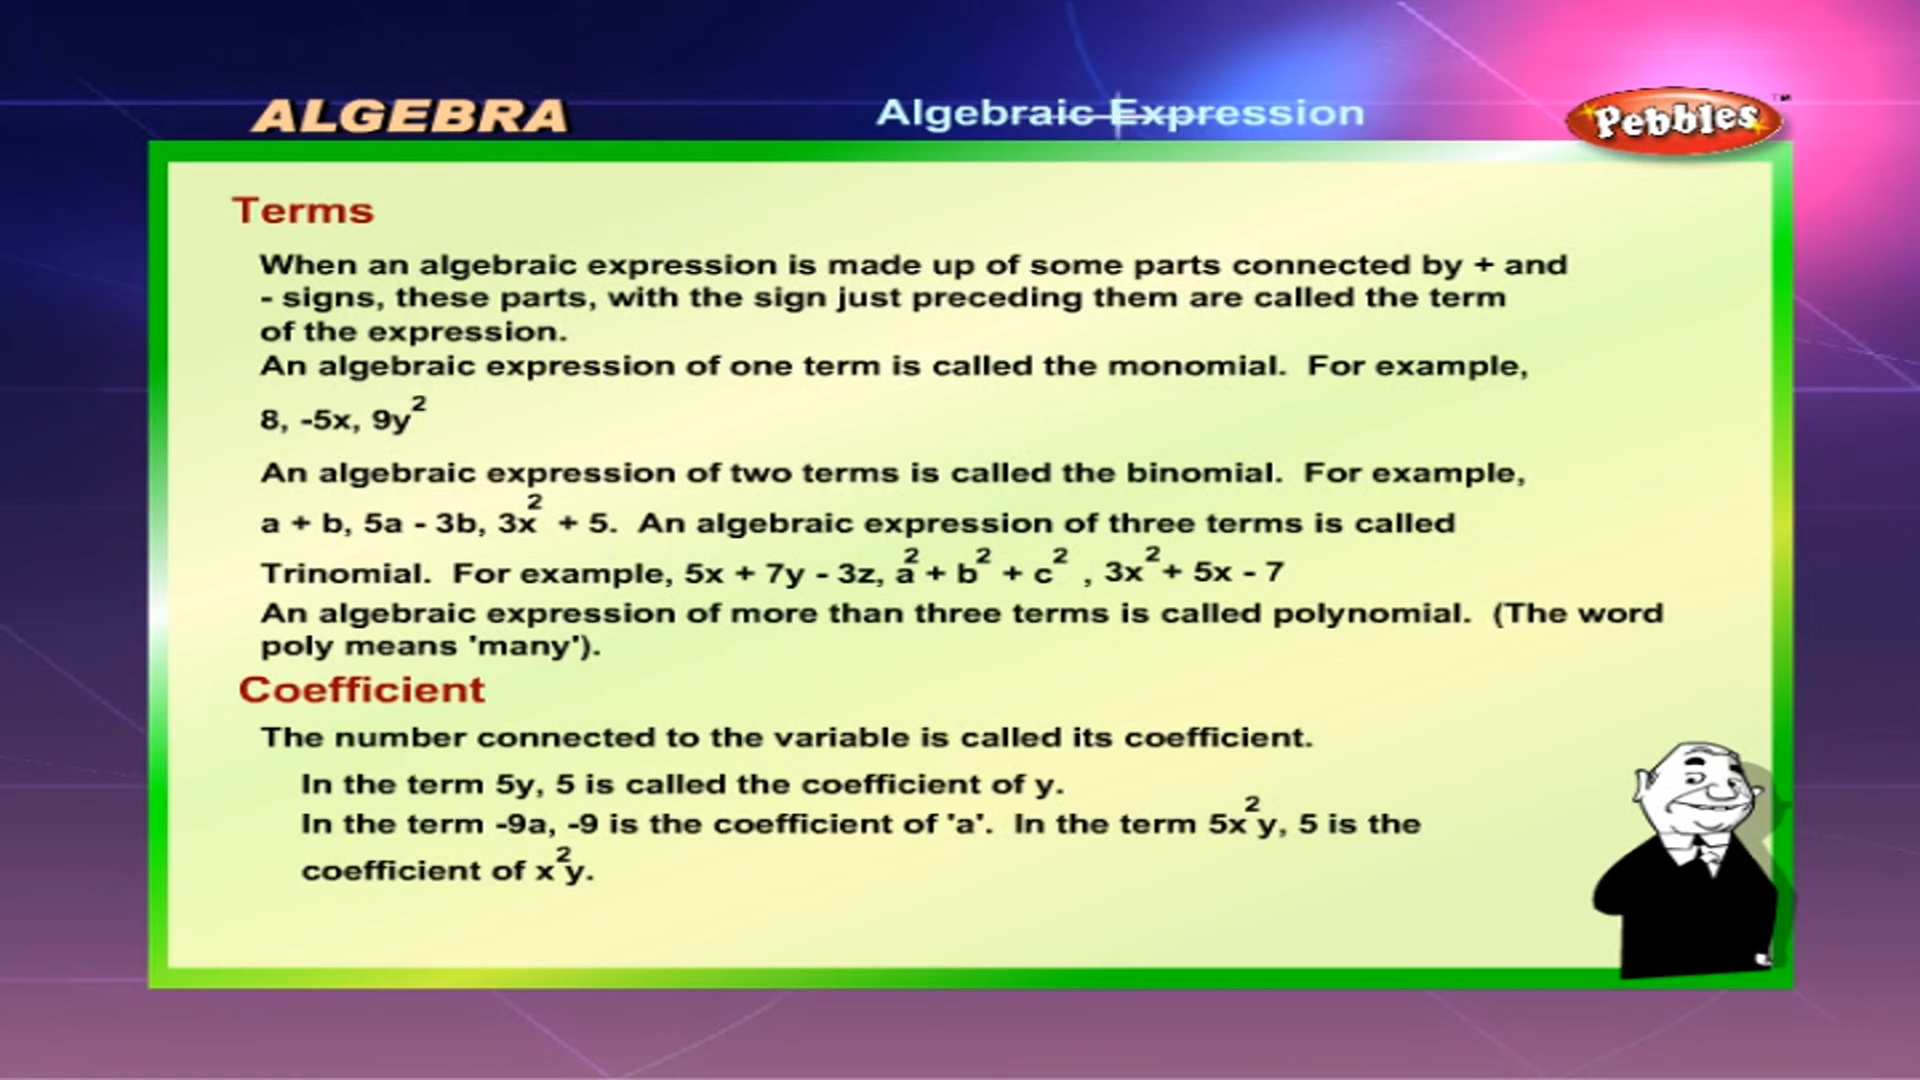 ALGEBRA
Algebraic Expression
Pebbles™
Terms
When an algebraic expression is made up of some parts connected by + and
- signs, these parts, with the sign just preceding them are called the term
of the expression.
An algebraic expression of one term is called the monomial. For example,
8, -5x, 9y²
An algebraic expression of two terms is called the binomial. For example,
a + b, 5a - 3b, 3x² + 5. An algebraic expression of three terms is called
Trinomial. For example, 5x + 7y - 3z, a² + b² + c² , 3x² + 5x - 7
An algebraic expression of more than three terms is called polynomial. (The word
poly means 'many').
Coefficient
The number connected to the variable is called its coefficient.
In the term 5y, 5 is called the coefficient of y.
In the term -9a, -9 is the coefficient of 'a'. In the term 5x²y, 5 is the
coefficient of x²y.